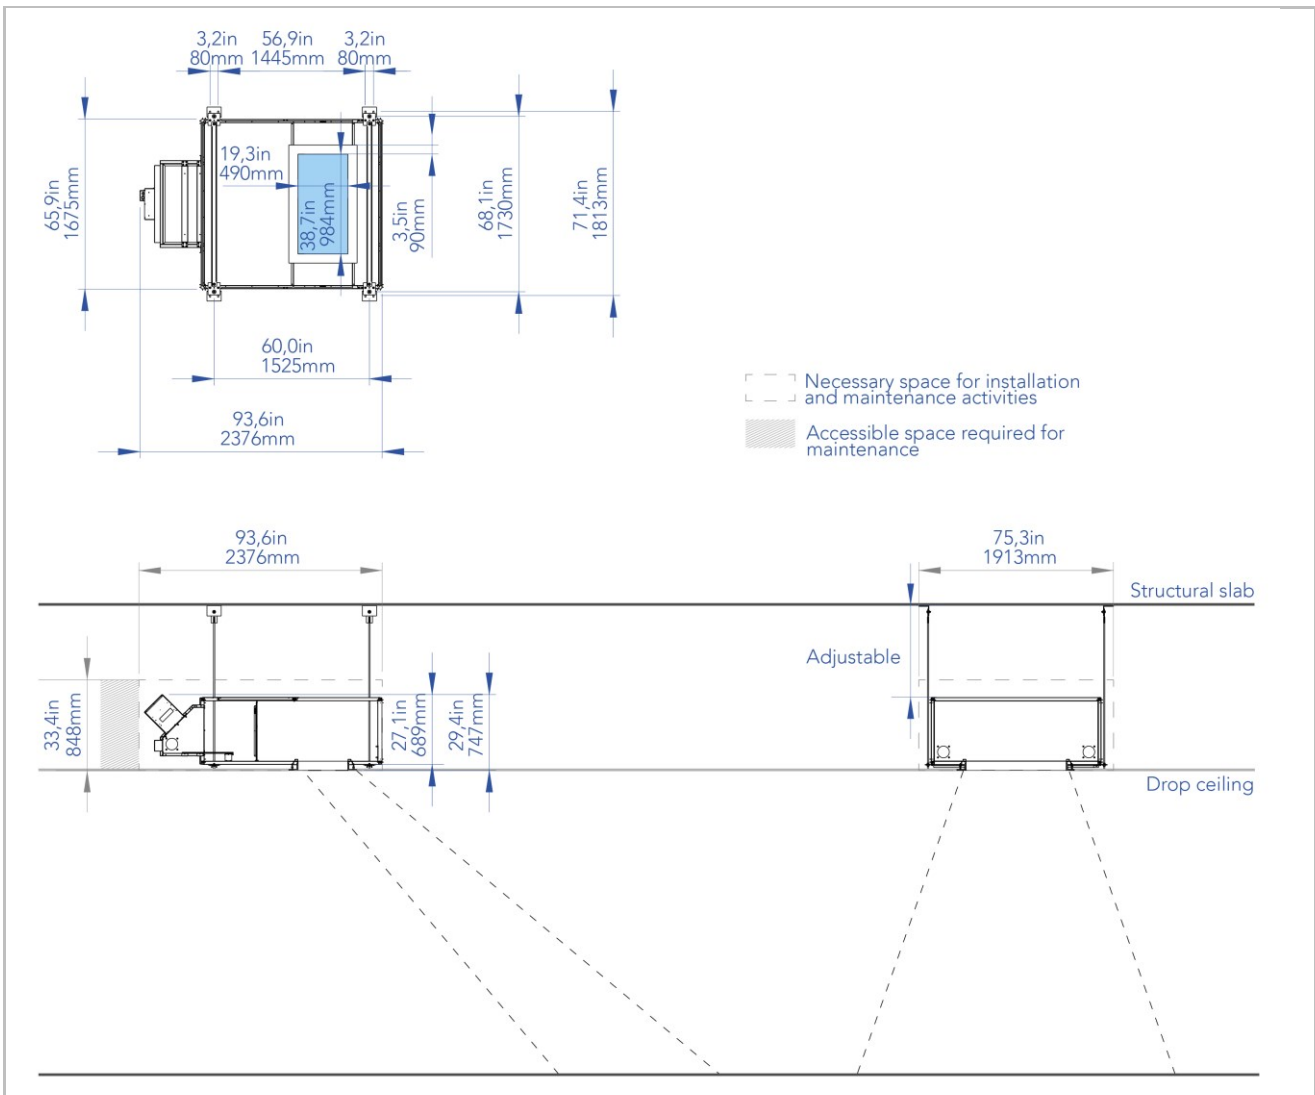 3,2in
80mm
56,9in
1445mm
3,2in
80mm
65,9in
1675mm
19,3in
490mm
38,7in
984mm
3,5in
90mm
68,1in
1730mm
71,4in
1813mm
60,0in
1525mm
93,6in
2376mm
Necessary space for installation
and maintenance activities
Accessible space required for
maintenance
93,6in
2376mm
75,3in
1913mm
Structural slab
Adjustable
33,4in
848mm
27,1in
689mm
29,4in
747mm
Drop ceiling